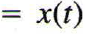 = x(t)